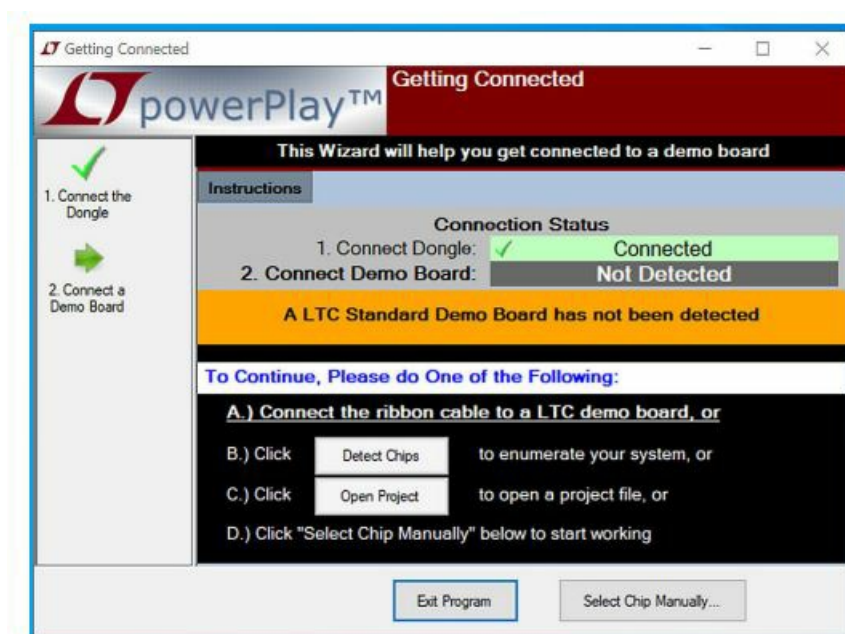 LT Getting Connected
LT powerPlay™
Getting Connected
This Wizard will help you get connected to a demo board
1. Connect the
Dongle
2. Connect a
Demo Board
Instructions
Connection Status
1. Connect Dongle: ✓ Connected
2. Connect Demo Board: Not Detected
A LTC Standard Demo Board has not been detected
To Continue, Please do One of the Following:
A.) Connect the ribbon cable to a LTC demo board, or
B.) Click Detect Chips to enumerate your system, or
C.) Click Open Project to open a project file, or
D.) Click "Select Chip Manually" below to start working
Exit Program Select Chip Manually...